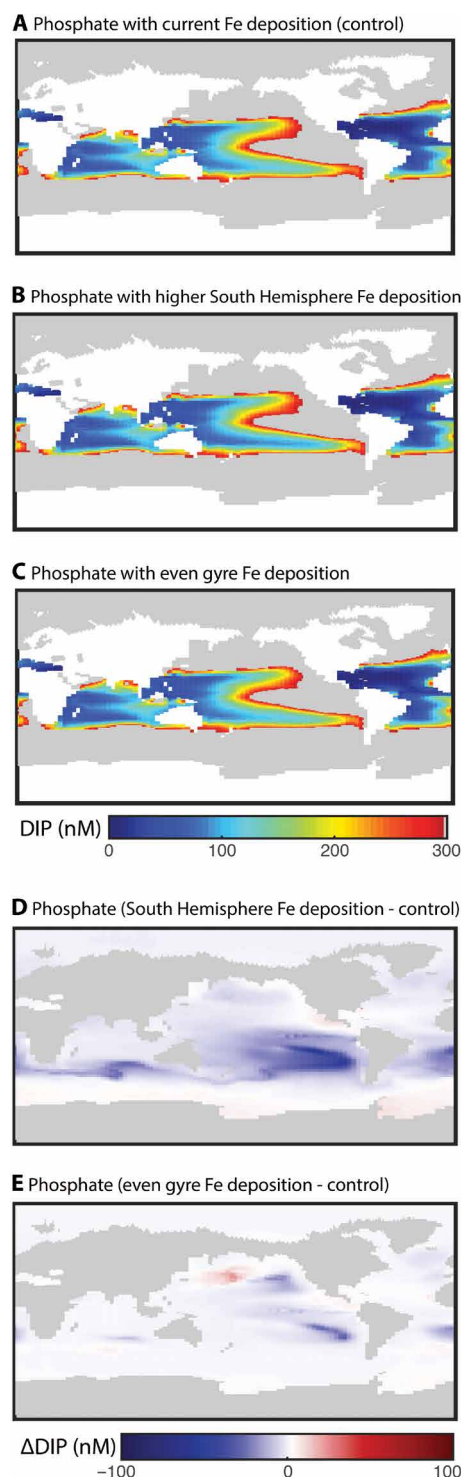 A Phosphate with current Fe deposition (control)
B Phosphate with higher South Hemisphere Fe deposition
C Phosphate with even gyre Fe deposition
DIP (nM)
0 100 200 300
D Phosphate (South Hemisphere Fe deposition - control)
E Phosphate (even gyre Fe deposition - control)
ΔDIP (nM)
−100 0 100